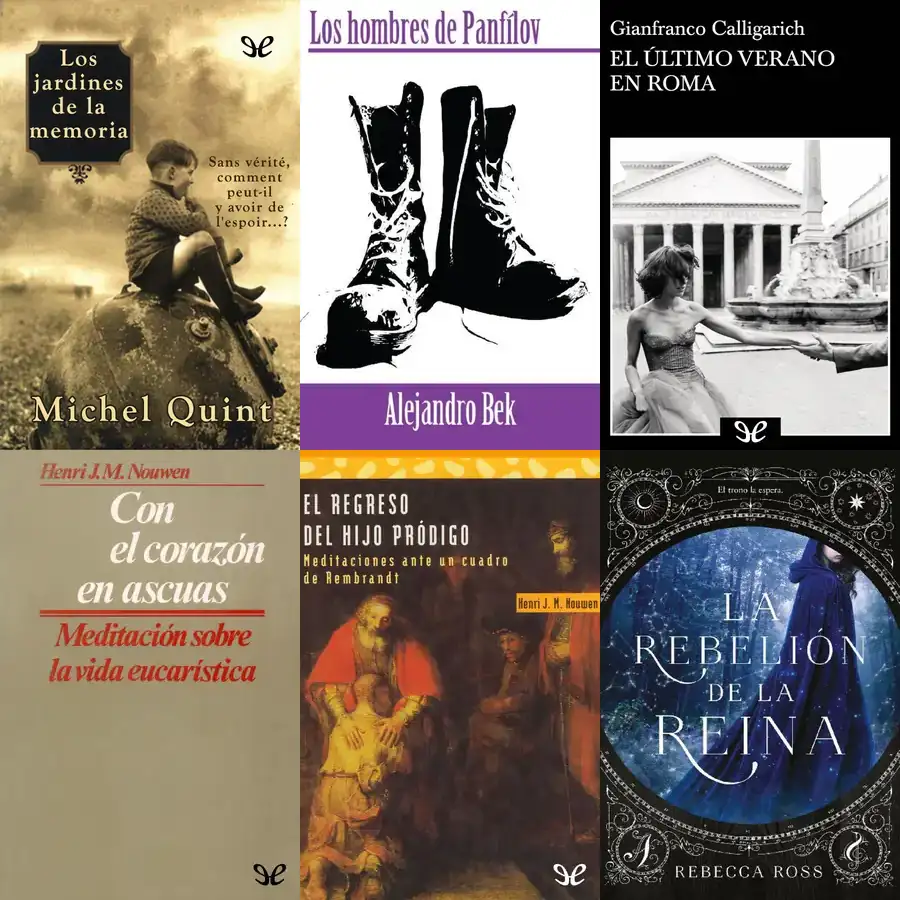 Los
jardines
de la
memoria
Sans vérité,
comment
peut-il
y avoir de
l'espoir...?
Michel Quint
Los hombres de Panfílov
Alejandro Bek
Gianfranco Calligarich
EL ÚLTIMO VERANO
EN ROMA
Henri J. M. Nouwen
Con
el corazón
en ascuas
Meditación sobre
la vida eucarística
EL REGRESO
DEL HIJO PRÓDIGO
Meditaciones ante un cuadro
de Rembrandt
Henri J. M. Nouwen
El trono la espera.
LA
REBELIÓN
DE LA
REINA
REBECCA ROSS